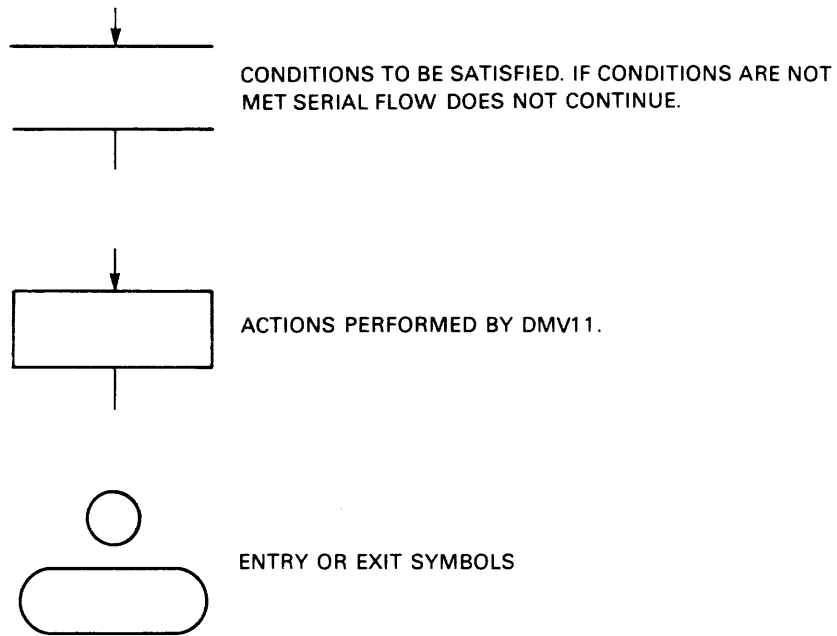 CONDITIONS TO BE SATISFIED. IF CONDITIONS ARE NOT
MET SERIAL FLOW DOES NOT CONTINUE.
ACTIONS PERFORMED BY DMV11.
ENTRY OR EXIT SYMBOLS